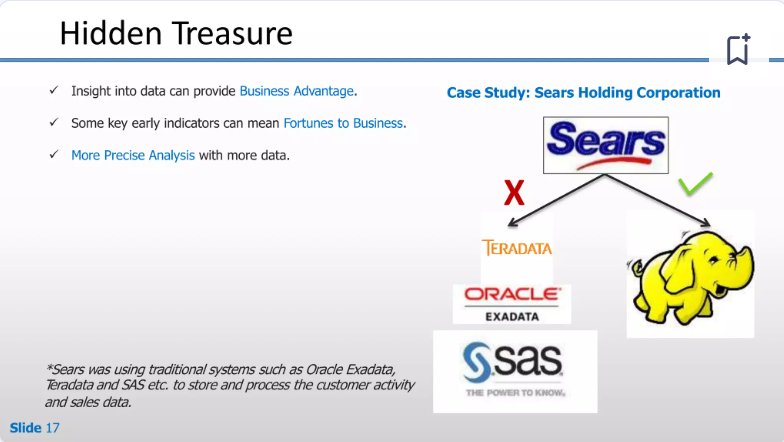 Hidden Treasure
✓ Insight into data can provide Business Advantage.
✓ Some key early indicators can mean Fortunes to Business.
✓ More Precise Analysis with more data.
Case Study: Sears Holding Corporation
Sears
X
TERADATA
ORACLE
EXADATA
sas
THE POWER TO KNOW.
*Sears was using traditional systems such as Oracle Exadata,
Teradata and SAS etc. to store and process the customer activity
and sales data.
Slide 17